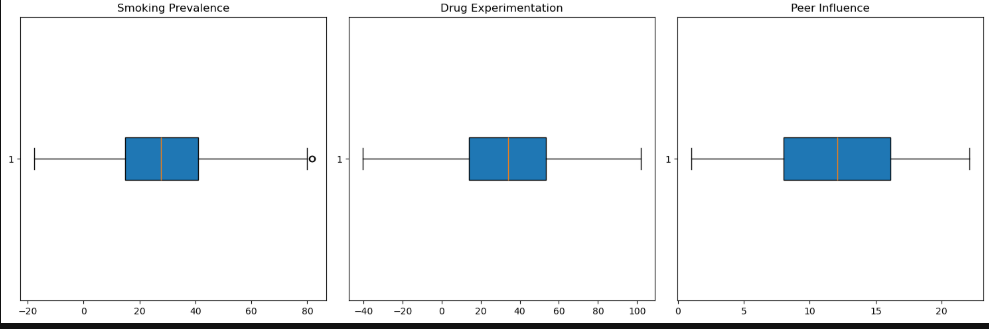 Smoking Prevalence
1
−20 0 20 40 60 80
Drug Experimentation
1
−40 −20 0 20 40 60 80 100
Peer Influence
1
0 5 10 15 20